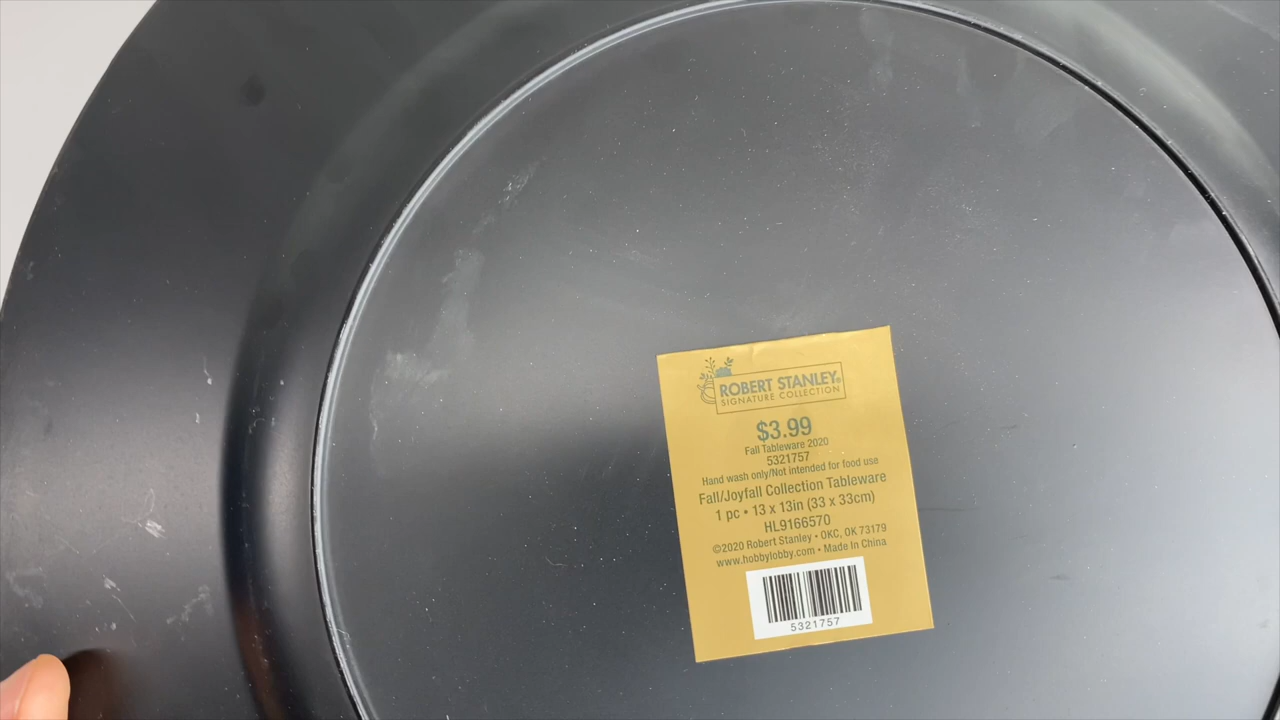 ROBERT STANLEY®
SIGNATURE COLLECTION
$3.99
Fall Tableware 2020
5321757
Hand wash only/Not intended for food use
Fall/Joyfall Collection Tableware
1 pc • 13 x 13in (33 x 33cm)
HL9166570
©2020 Robert Stanley • OKC, OK 73179
www.hobbylobby.com • Made In China
5321757